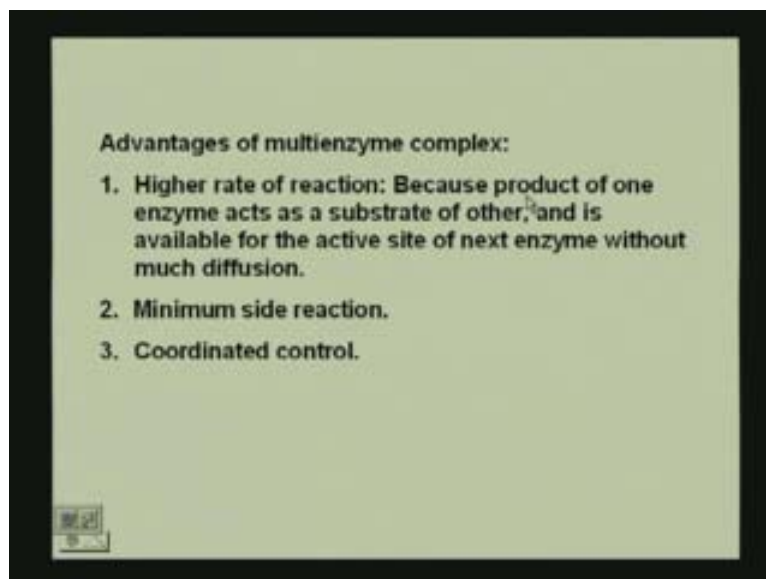 Advantages of multienzyme complex:
1. Higher rate of reaction: Because product of one
enzyme acts as a substrate of other, and is
available for the active site of next enzyme without
much diffusion.
2. Minimum side reaction.
3. Coordinated control.